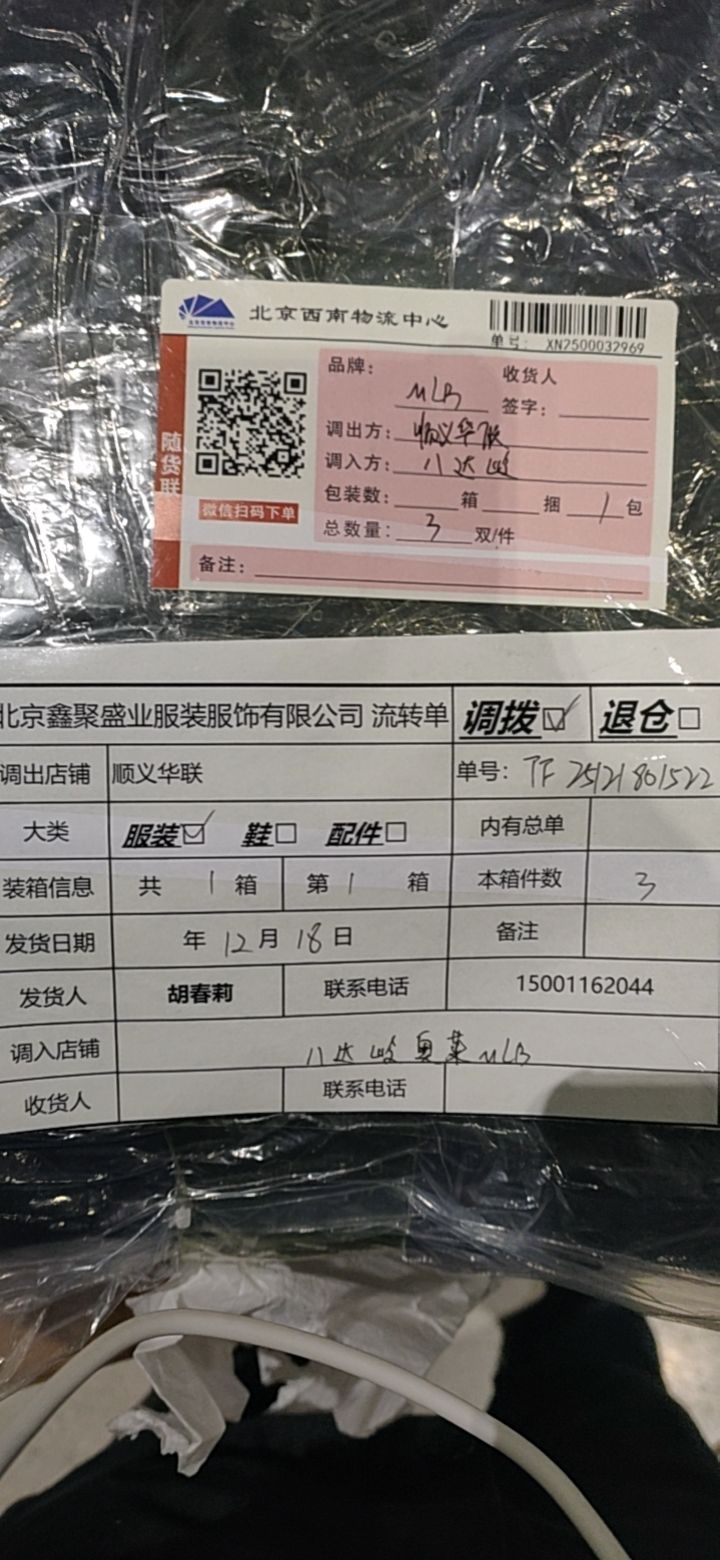 北京西南物流中心
单号: XN2500032969
随货联
微信扫码下单
品牌: MLB
收货人
签字:
调出方: 顺义华联
调入方: 八达岭
包装数: 箱 捆 1 包
总数量: 3 双/件
备注:
北京鑫聚盛业服装服饰有限公司 流转单 调拨☑ 退仓□
调出店铺 顺义华联 单号: TF 25121801522
大类 服装☑ 鞋□ 配件□ 内有总单
装箱信息 共 1 箱 第 1 箱 本箱件数 3
发货日期 年 12 月 18 日 备注
发货人 胡春莉 联系电话 15001162044
调入店铺 八达岭奥莱MLB
收货人 联系电话